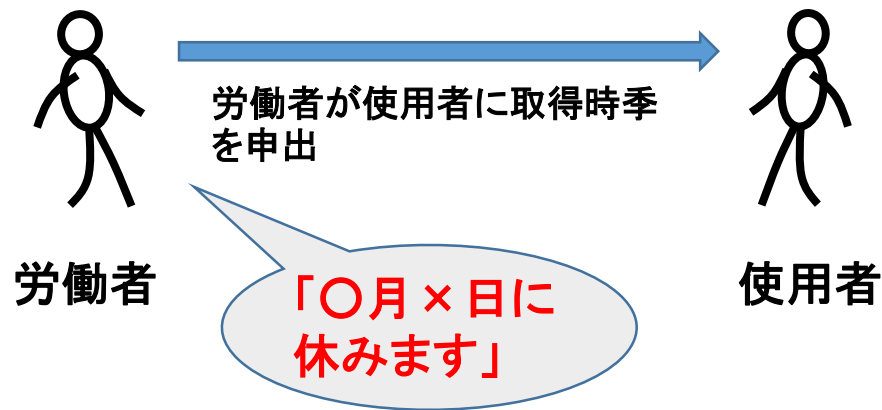 労働者が使用者に取得時季
を申出
労働者
使用者
「〇月×日に
休みます」